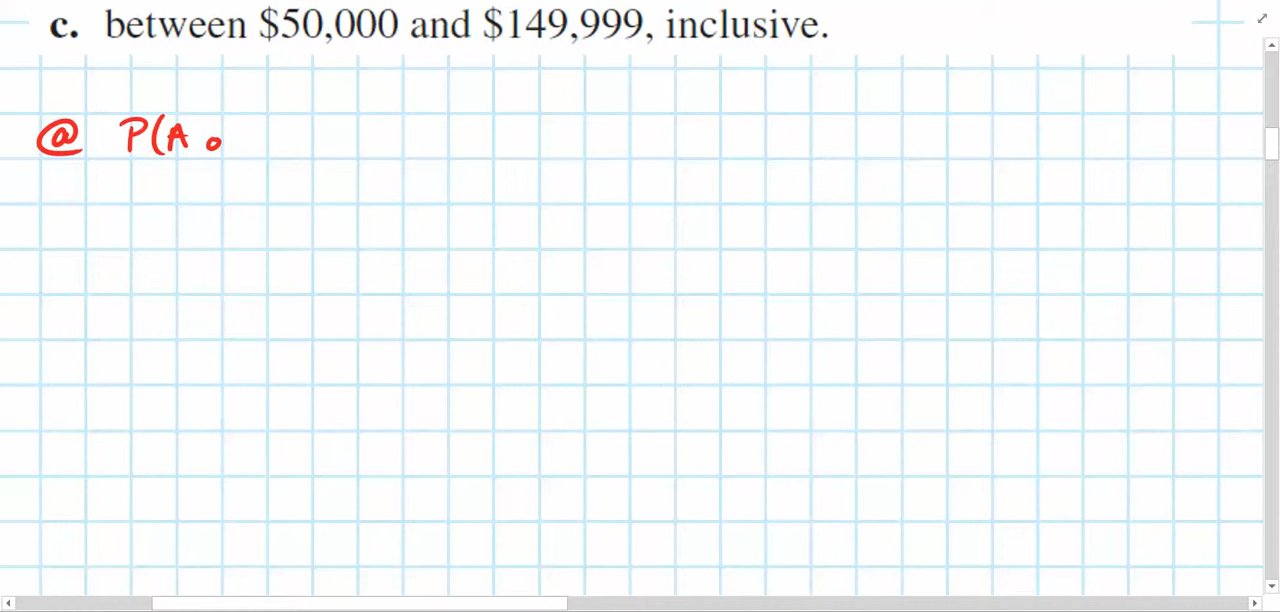 c. between $50,000 and $149,999, inclusive.
@ P(A o